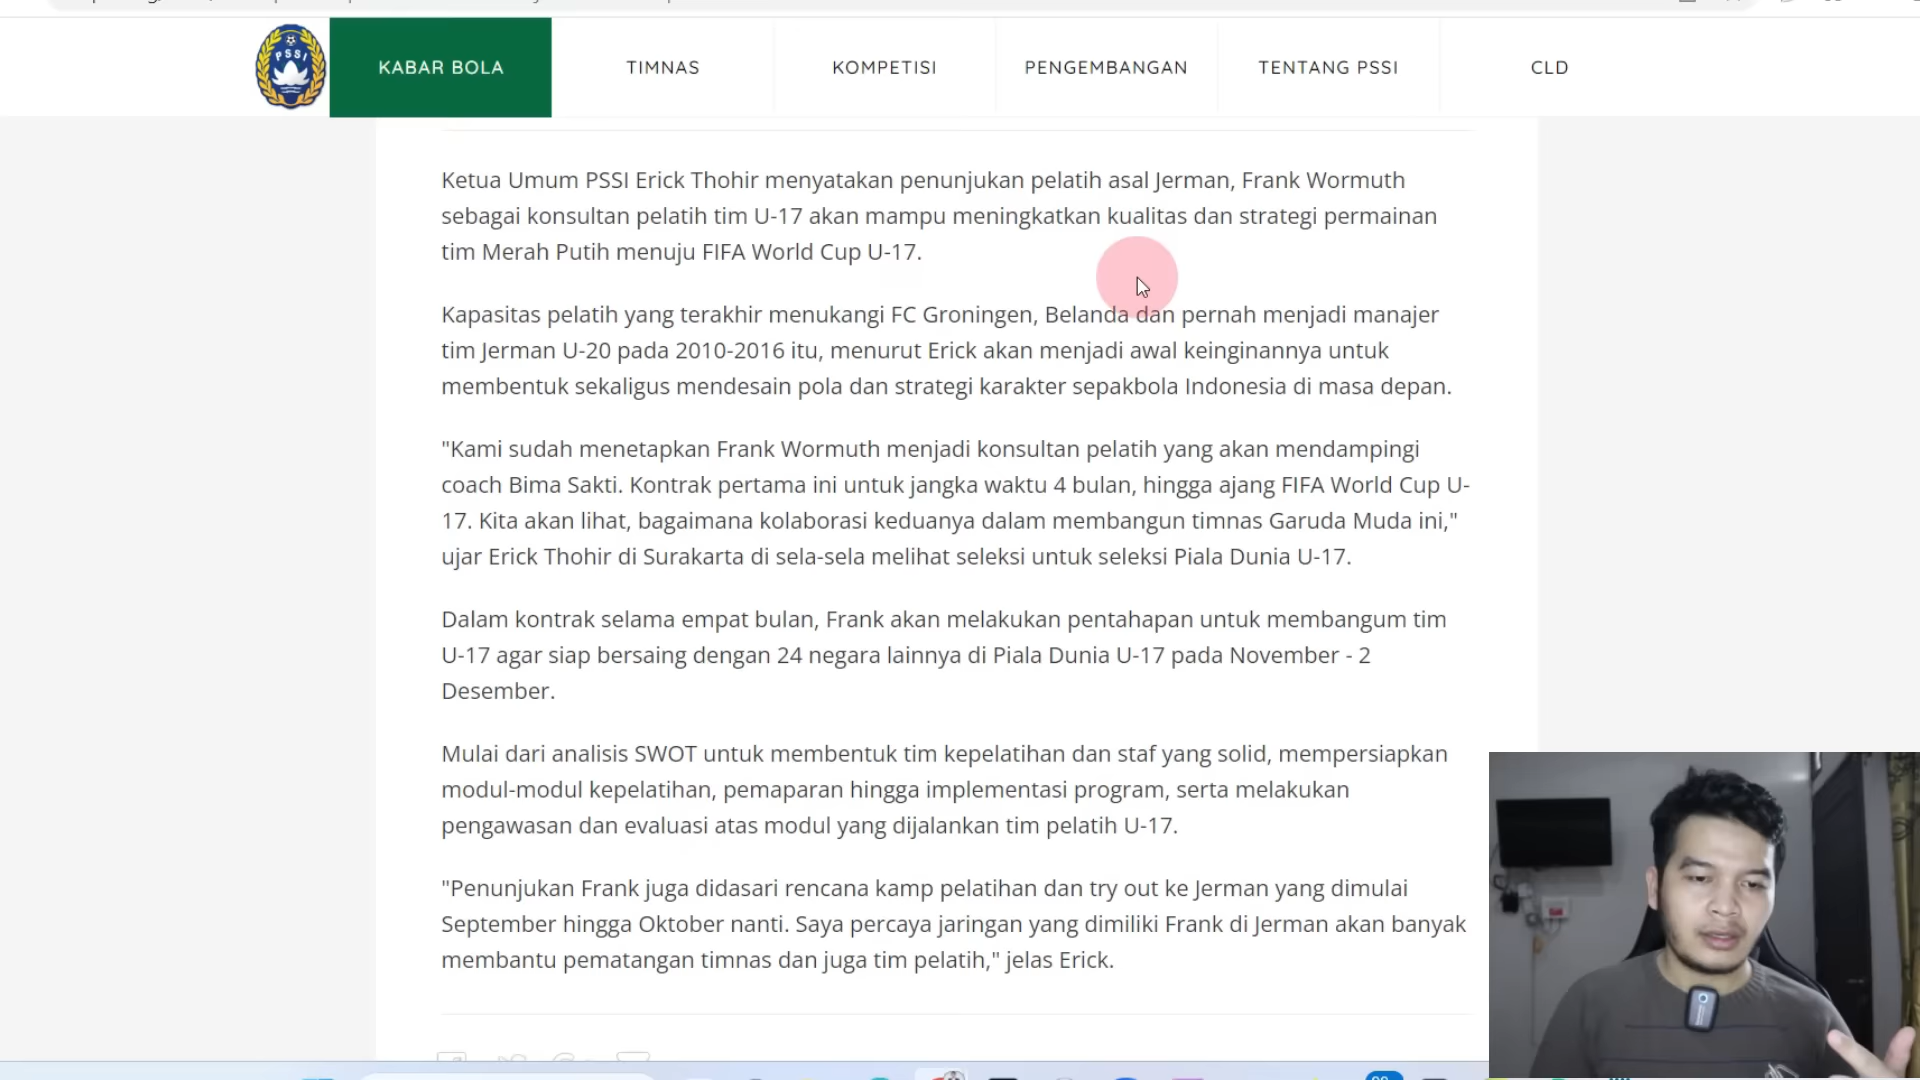 PSSI
KABAR BOLA
TIMNAS
KOMPETISI
PENGEMBANGAN
TENTANG PSSI
CLD
Ketua Umum PSSI Erick Thohir menyatakan penunjukan pelatih asal Jerman, Frank Wormuth
sebagai konsultan pelatih tim U-17 akan mampu meningkatkan kualitas dan strategi permainan
tim Merah Putih menuju FIFA World Cup U-17.
Kapasitas pelatih yang terakhir menukangi FC Groningen, Belanda dan pernah menjadi manajer
tim Jerman U-20 pada 2010-2016 itu, menurut Erick akan menjadi awal keinginannya untuk
membentuk sekaligus mendesain pola dan strategi karakter sepakbola Indonesia di masa depan.
"Kami sudah menetapkan Frank Wormuth menjadi konsultan pelatih yang akan mendampingi
coach Bima Sakti. Kontrak pertama ini untuk jangka waktu 4 bulan, hingga ajang FIFA World Cup U-
17. Kita akan lihat, bagaimana kolaborasi keduanya dalam membangun timnas Garuda Muda ini,"
ujar Erick Thohir di Surakarta di sela-sela melihat seleksi untuk seleksi Piala Dunia U-17.
Dalam kontrak selama empat bulan, Frank akan melakukan pentahapan untuk membangum tim
U-17 agar siap bersaing dengan 24 negara lainnya di Piala Dunia U-17 pada November - 2
Desember.
Mulai dari analisis SWOT untuk membentuk tim kepelatihan dan staf yang solid, mempersiapkan
modul-modul kepelatihan, pemaparan hingga implementasi program, serta melakukan
pengawasan dan evaluasi atas modul yang dijalankan tim pelatih U-17.
"Penunjukan Frank juga didasari rencana kamp pelatihan dan try out ke Jerman yang dimulai
September hingga Oktober nanti. Saya percaya jaringan yang dimiliki Frank di Jerman akan banyak
membantu pematangan timnas dan juga tim pelatih," jelas Erick.